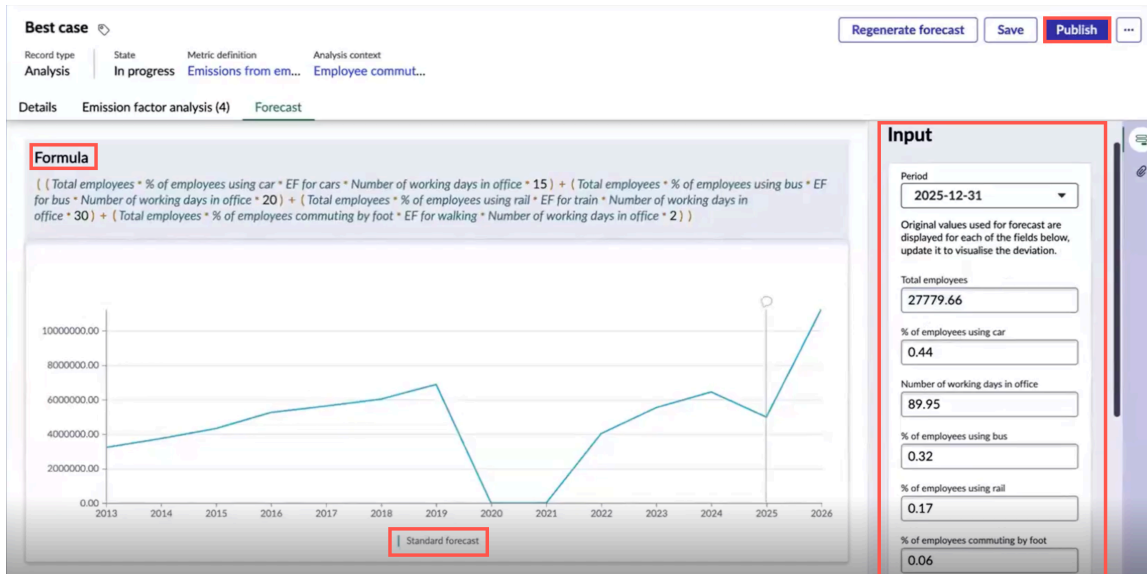 Best case
Regenerate forecast
Save
Publish
...
Record type
State
Metric definition
Analysis context
Analysis
In progress
Emissions from em...
Employee commut...
Details
Emission factor analysis (4)
Forecast
Formula
( ( Total employees * % of employees using car * EF for cars * Number of working days in office * 15 ) + ( Total employees * % of employees using bus * EF
for bus * Number of working days in office * 20 ) + ( Total employees * % of employees using rail * EF for train * Number of working days in
office * 30 ) + ( Total employees * % of employees commuting by foot * EF for walking * Number of working days in office * 2 ) )
10000000.00
8000000.00
6000000.00
4000000.00
2000000.00
0.00
2013 2014 2015 2016 2017 2018 2019 2020 2021 2022 2023 2024 2025 2026
Standard forecast
Input
Period
2025-12-31
Original values used for forecast are
displayed for each of the fields below,
update it to visualise the deviation.
Total employees
27779.66
% of employees using car
0.44
Number of working days in office
89.95
% of employees using bus
0.32
% of employees using rail
0.17
% of employees commuting by foot
0.06